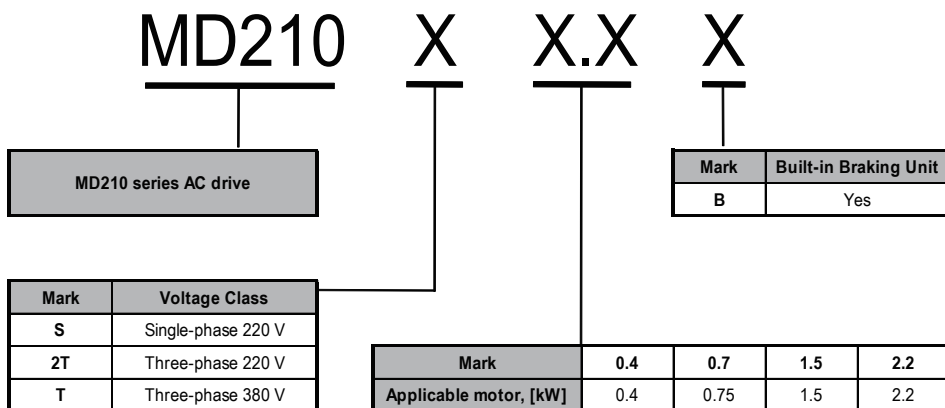 MD210 X X.X X
MD210 series AC drive
Mark Built-in Braking Unit
B Yes
Mark Voltage Class
S Single-phase 220 V
2T Three-phase 220 V
T Three-phase 380 V
Mark 0.4 0.7 1.5 2.2
Applicable motor, [kW] 0.4 0.75 1.5 2.2